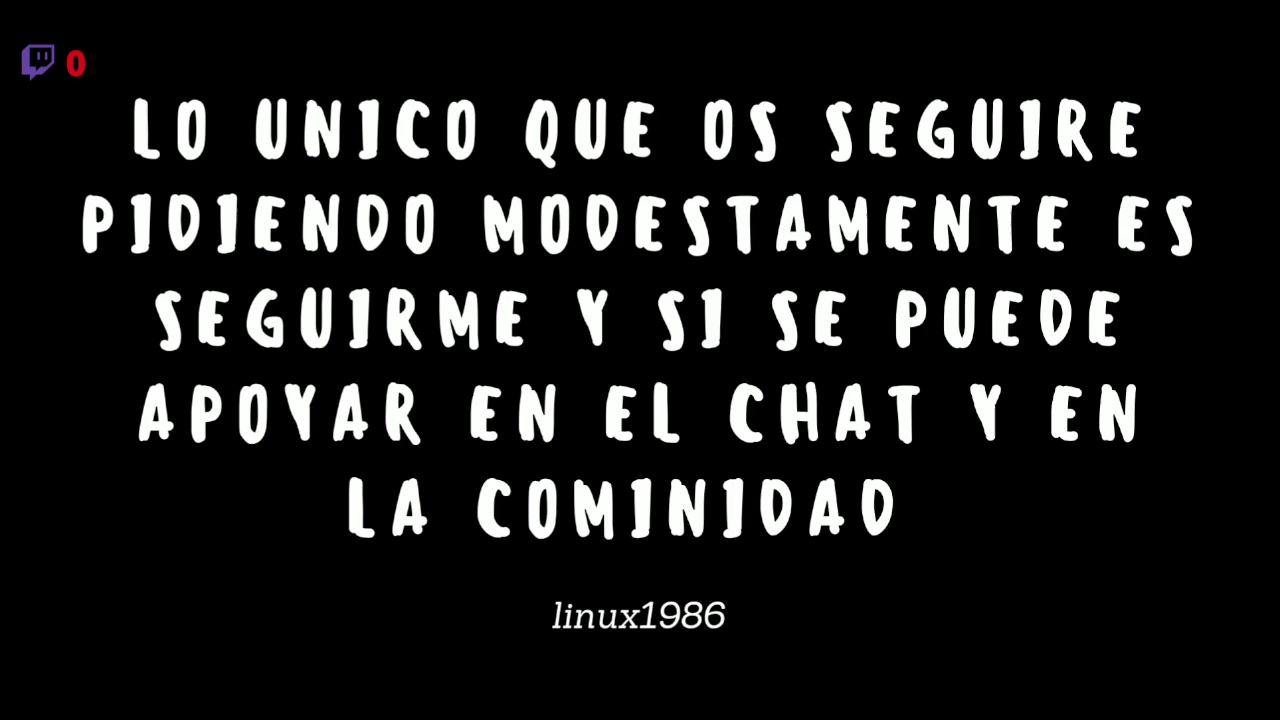 0
LO UNICO QUE OS SEGUIRE
PIDIENDO MODESTAMENTE ES
SEGUIRME Y SI SE PUEDE
APOYAR EN EL CHAT Y EN
LA COMINIDAD
linux1986